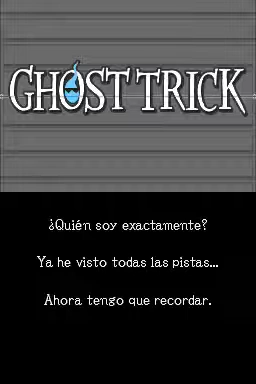 GHOST TRICK
¿Quién soy exactamente?
Ya he visto todas las pistas...
Ahora tengo que recordar.